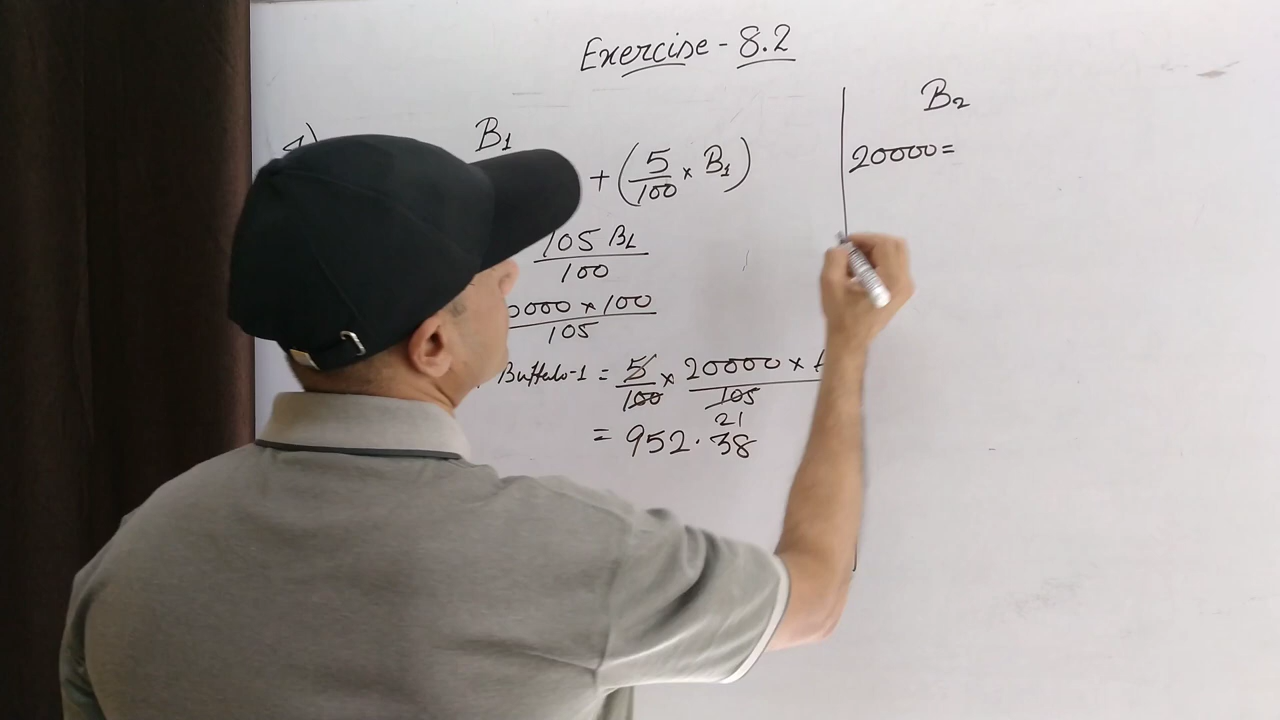 Exercise - 8.2
B1
B2
+ (5/100 × B1)
20000 =
105 B1
100
0000 × 100
105
Buffalo-1 = 5/100 × 20000 ×
105
21
= 952.38